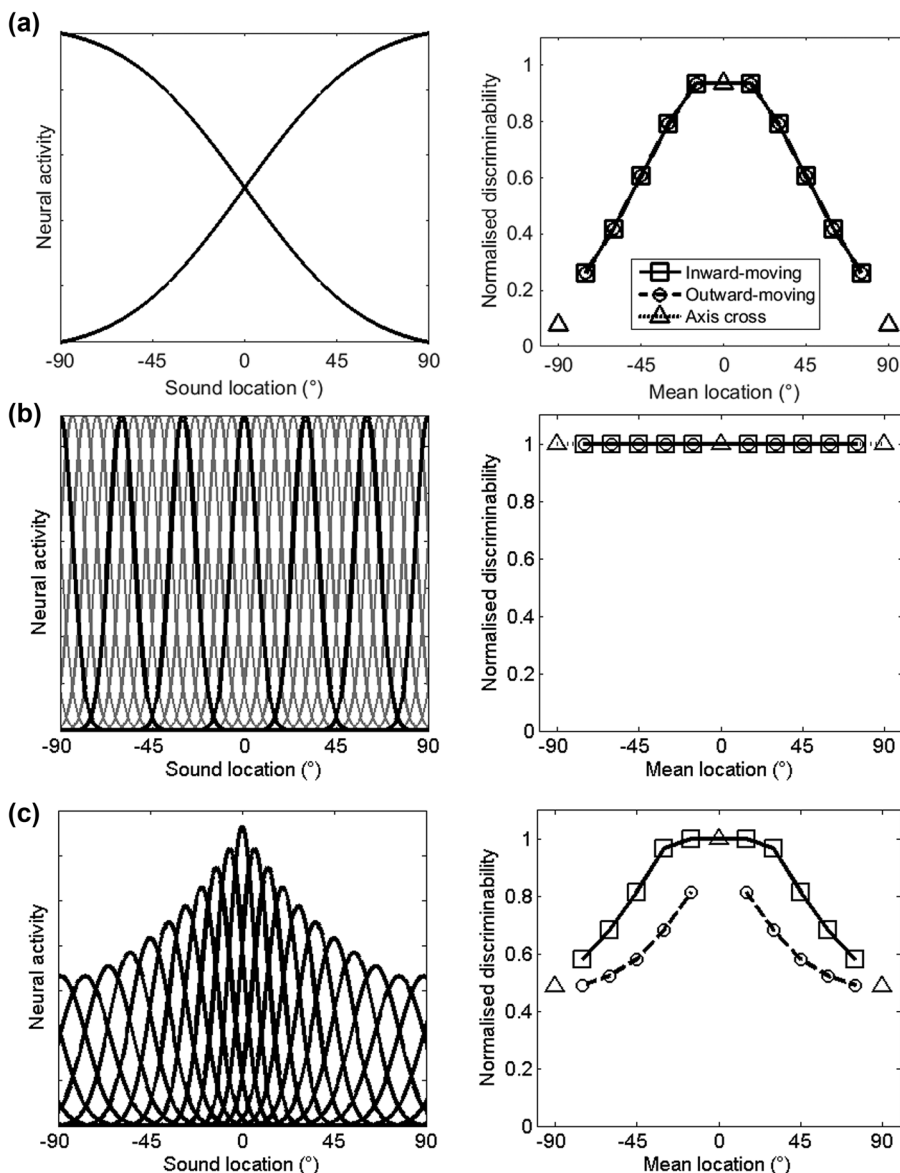 (a)
Neural activity
-90 -45 0 45 90
Sound location (°)
Normalised discriminability
1
0.8
0.6
0.4
0.2
0
Inward-moving
Outward-moving
Axis cross
-90 -45 0 45 90
Mean location (°)
(b)
Neural activity
-90 -45 0 45 90
Sound location (°)
Normalised discriminability
1
0.8
0.6
0.4
0.2
0
-90 -45 0 45 90
Mean location (°)
(c)
Neural activity
-90 -45 0 45 90
Sound location (°)
Normalised discriminability
1
0.8
0.6
0.4
0.2
0
-90 -45 0 45 90
Mean location (°)